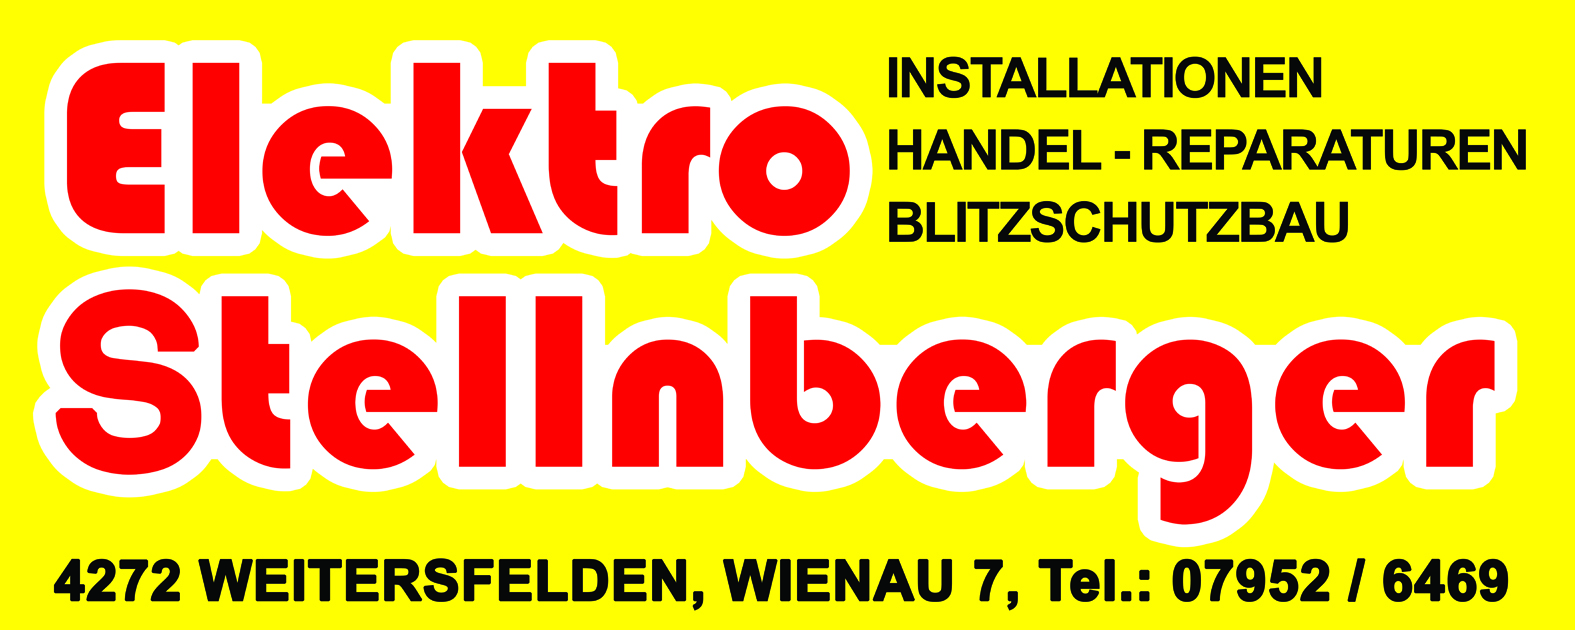 Elektro
INSTALLATIONEN
HANDEL - REPARATUREN
BLITZSCHUTZBAU
Stellnberger
4272 WEITERSFELDEN, WIENAU 7, Tel.: 07952 / 6469